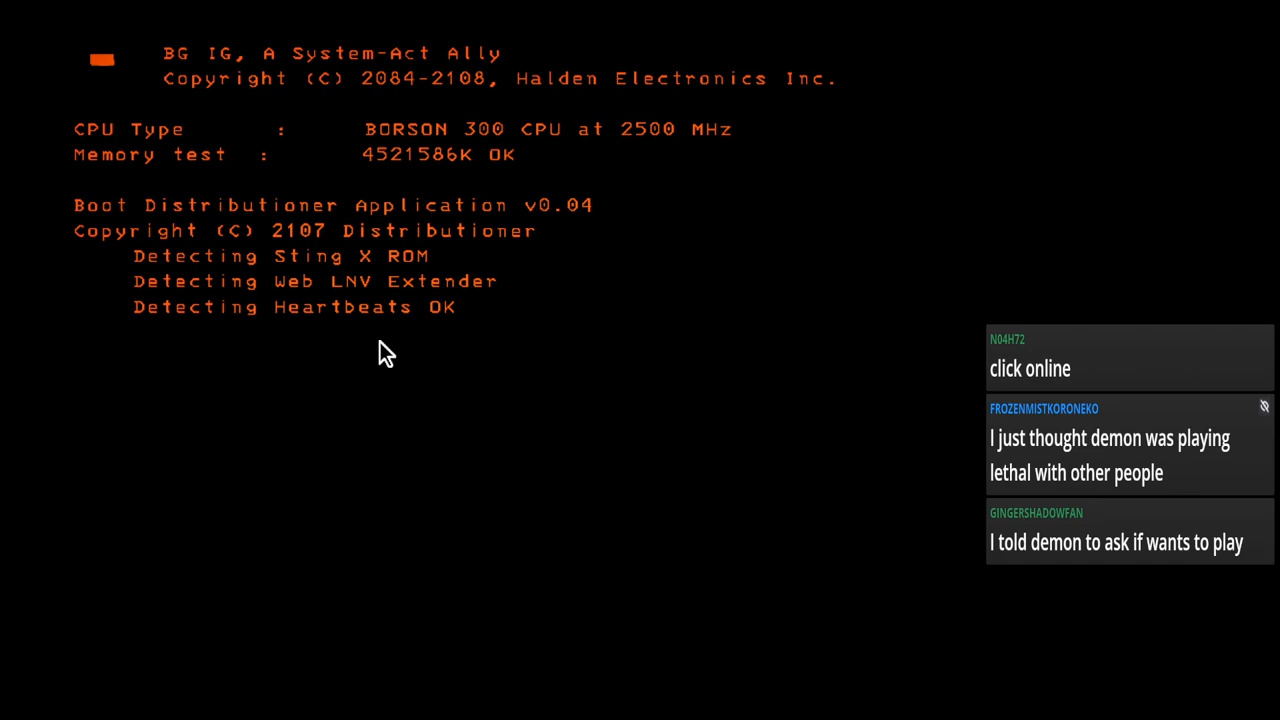 BG IG, A System-Act Ally
Copyright (C) 2084-2108, Halden Electronics Inc.
CPU Type : BORSON 300 CPU at 2500 MHz
Memory test : 4521586K OK
Boot Distributioner Application v0.04
Copyright (C) 2107 Distributioner
Detecting Sting X ROM
Detecting Web LNV Extender
Detecting Heartbeats OK
N04H72
click online
FROZENMISTKORONEKO
I just thought demon was playing
lethal with other people
GINGERSHADOWFAN
I told demon to ask if wants to play